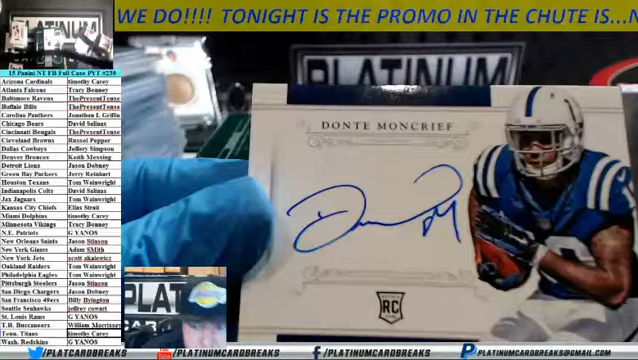 WE DO!!!! TONIGHT IS THE PROMO IN THE CHUTE IS...N
PLATINUM
15 Panini NT FB Full Case PYT #239
Arizona Cardinals timothy Carey
Atlanta Falcons Tracy Bonney
Baltimore Ravens ThePresentTense
Buffalo Bills ThePresentTense
Carolina Panthers Jonathan L Griffin
Chicago Bears David Salinas
Cincinnati Bengals ThePresentTense
Cleveland Browns Russel Pepper
Dallas Cowboys Jeffery Simpson
Denver Broncos Keith Messing
Detroit Lions Jason Dobney
Green Bay Packers Jerry Reinhart
Houston Texans Tom Wainwright
Indianapolis Colts David Salinas
Jax Jaguars Tom Wainwright
Kansas City Chiefs Elias Strait
Miami Dolphins timothy Carey
Minnesota Vikings Tracy Bonney
N.E. Patriots G YANOS
New Orleans Saints Jason Stinson
New York Giants Adam SMith
New York Jets scott akalewicz
Oakland Raiders Tom Wainwright
Philadelphia Eagles Tom Wainwright
Pittsburgh Steelers Jason Stinson
San Diego Chargers Jason Dobney
San Francisco 49ers Billy Byington
Seattle Seahawks jeffrey cowart
St. Louis Rams G YANOS
T.B. Buccaneers William Morrissey
Tenn. Titans timothy Carey
Wash. Redskins G YANOS
PLATINUM
DONTE MONCRIEF
RC
PLAT
/PLATCARDBREAKS /PLATINUMCARDBREAKS /PLATINUMCARDBREAKS